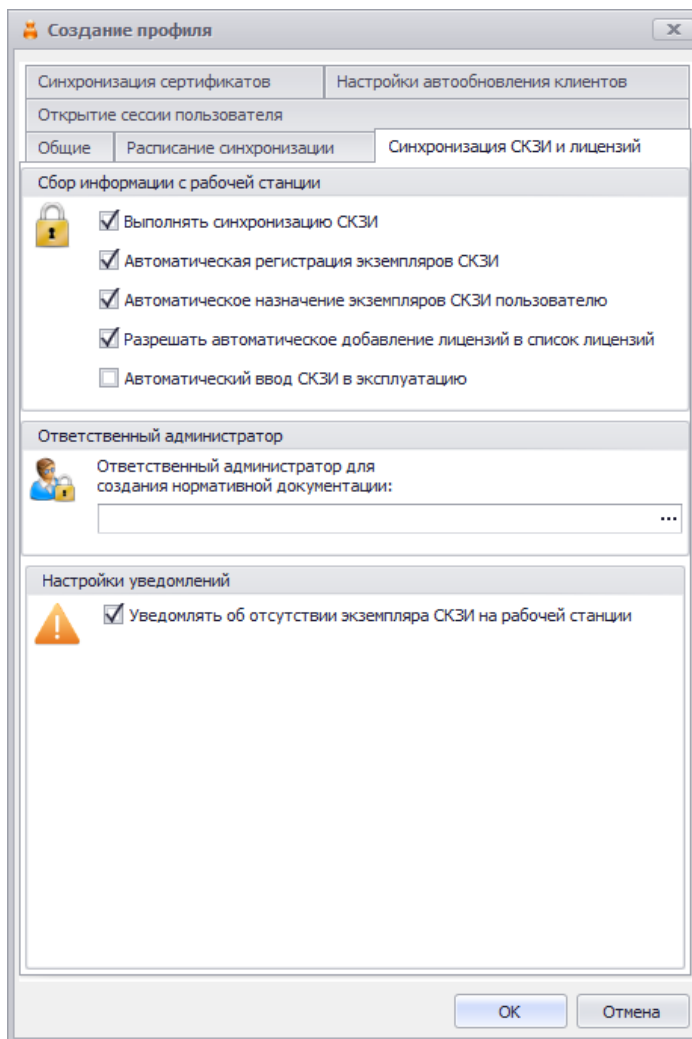 Создание профиля
Синхронизация сертификатов
Настройки автообновления клиентов
Открытие сессии пользователя
Общие
Расписание синхронизации
Синхронизация СКЗИ и лицензий
Сбор информации с рабочей станции
Выполнять синхронизацию СКЗИ
Автоматическая регистрация экземпляров СКЗИ
Автоматическое назначение экземпляров СКЗИ пользователю
Разрешать автоматическое добавление лицензий в список лицензий
Автоматический ввод СКЗИ в эксплуатацию
Ответственный администратор
Ответственный администратор для
создания нормативной документации:
...
Настройки уведомлений
Уведомлять об отсутствии экземпляра СКЗИ на рабочей станции
OK
Отмена